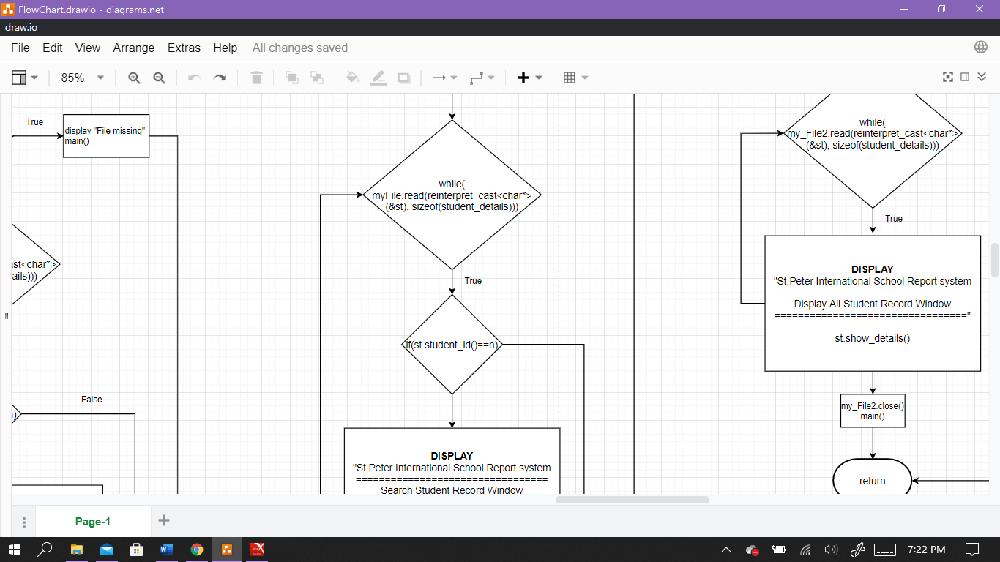 FlowChart.drawio - diagrams.net
draw.io
File Edit View Arrange Extras Help All changes saved
85%
True
display "File missing"
main()
ist<char*>
ails)))
False
while(
myFile.read(reinterpret_cast<char*>
(&st), sizeof(student_details)))
True
if(st.student_id()==n)
DISPLAY
"St.Peter International School Report system
=================================
Search Student Record Window
while(
my_File2.read(reinterpret_cast<char*>
(&st), sizeof(student_details)))
True
DISPLAY
"St.Peter International School Report system
=================================
Display All Student Record Window
================================="
st.show_details()
my_File2.close()
main()
return
Page-1
7:22 PM